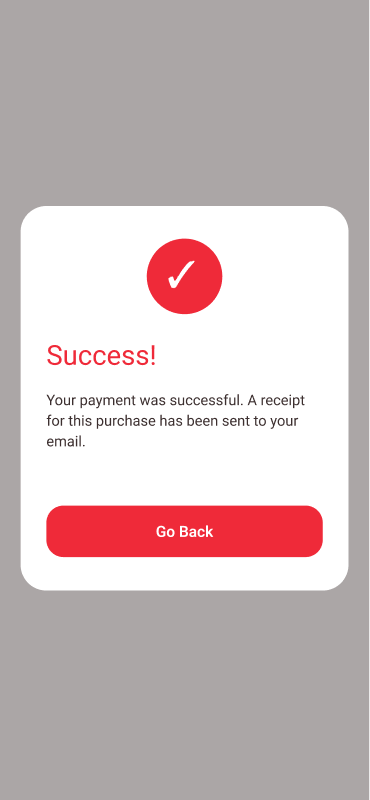 Success!
Your payment was successful. A receipt
for this purchase has been sent to your
email.
Go Back